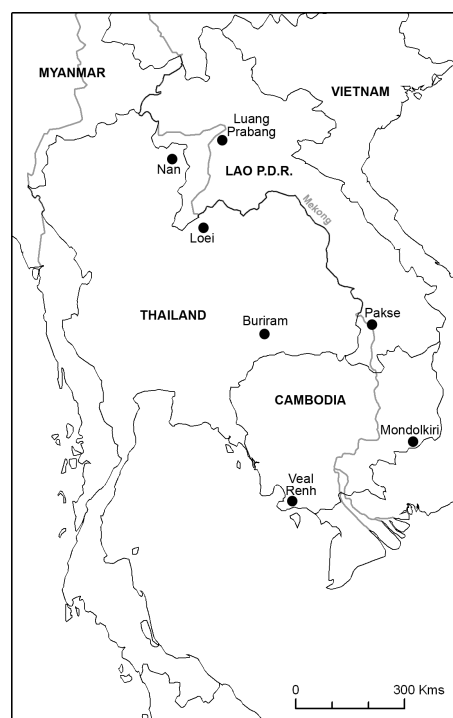 MYANMAR
VIETNAM
Luang
Prabang
Nan
LAO P.D.R.
Mekong
Loei
THAILAND
Buriram
Pakse
CAMBODIA
Mondolkiri
Veal
Renh
0 300 Kms